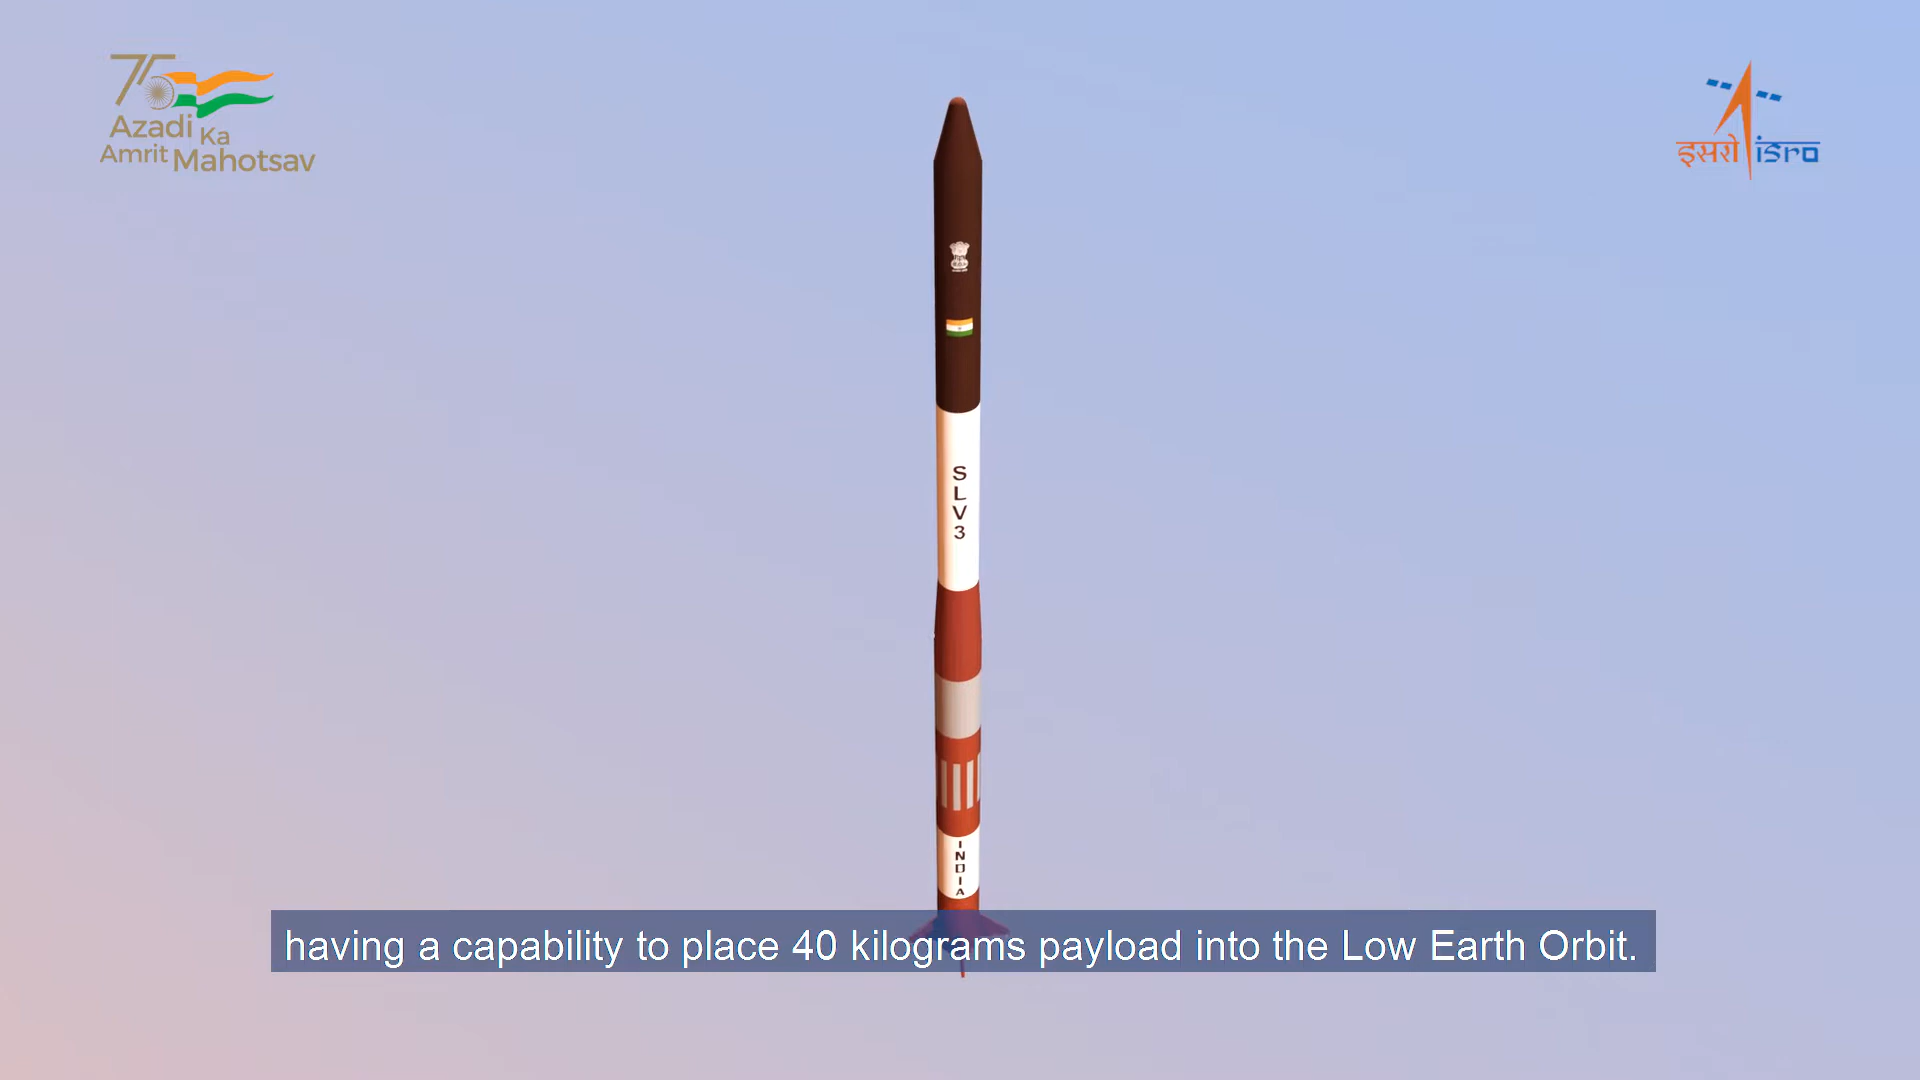 75
Azadi Ka
Amrit Mahotsav
इसरो isro
SLV3
INDIA
having a capability to place 40 kilograms payload into the Low Earth Orbit.